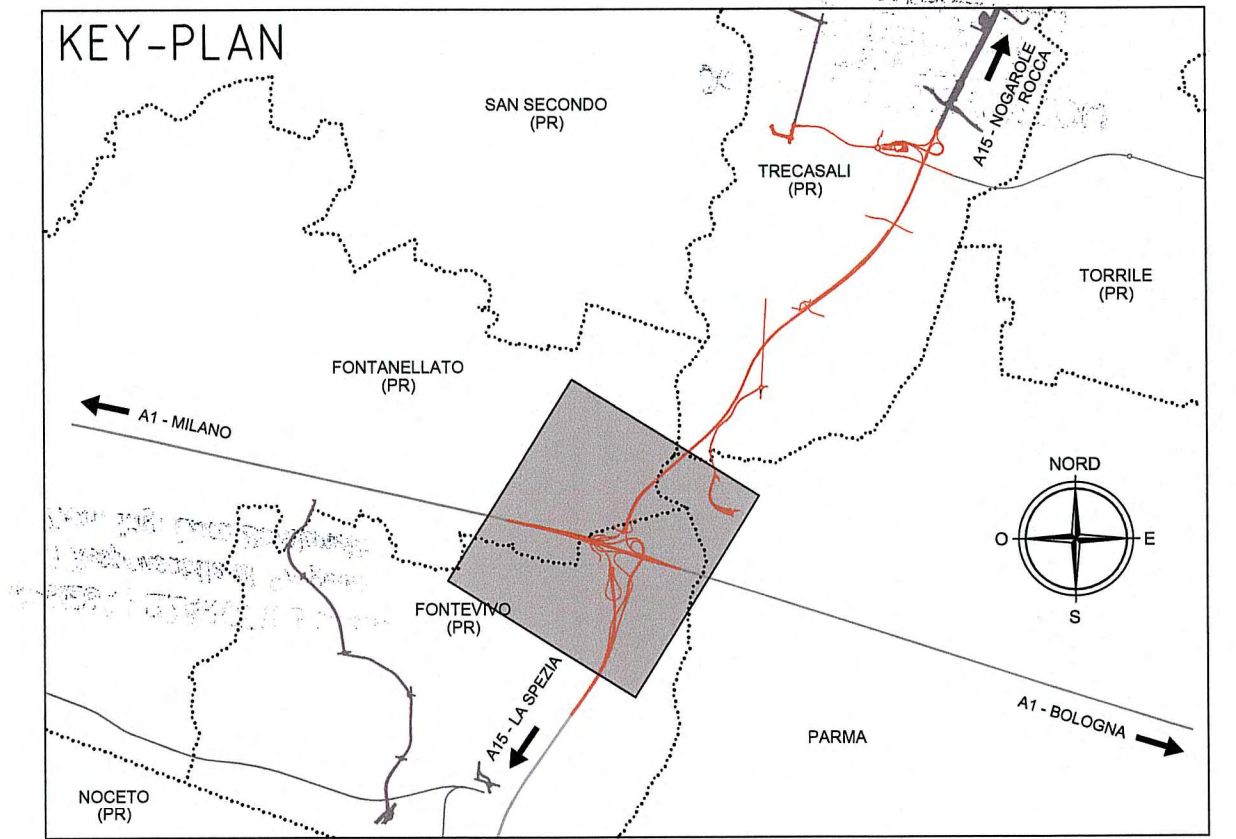 KEY-PLAN
SAN SECONDO
(PR)
A15 - NOGAROLE
ROCCA
TRECASALI
(PR)
TORRILE
(PR)
FONTANELLATO
(PR)
A1 - MILANO
NORD
O
E
S
FONTEVIVO
(PR)
A15 - LA SPEZIA
A1 - BOLOGNA
PARMA
NOCETO
(PR)